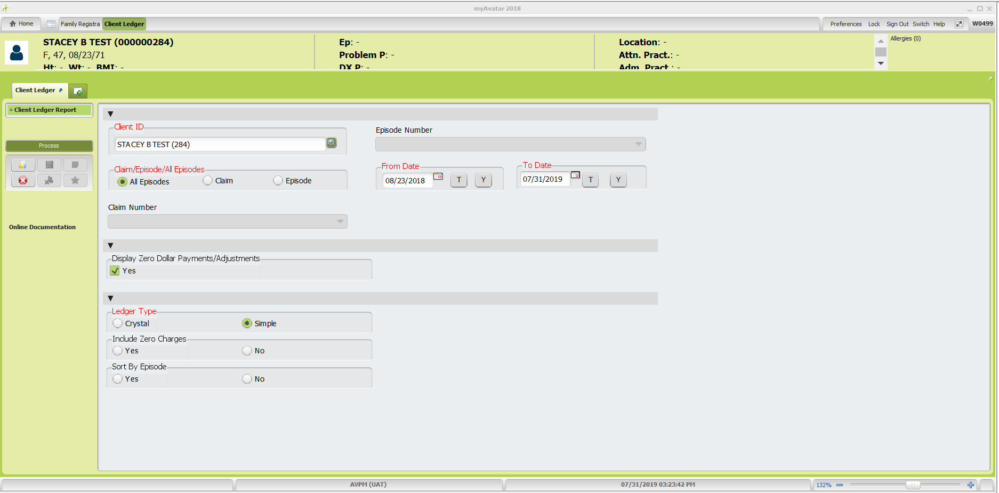 myAvatar 2018
Home
Family Registra
Client Ledger
Preferences Lock Sign Out Switch Help
W0499
STACEY B TEST (000000284)
F, 47, 08/23/71
Ht: - Wt: - BMI: -
Ep: -
Problem P: -
DX P: -
Location: -
Attn. Pract.: -
Adm. Pract.: -
Allergies (0)
Client Ledger
Client Ledger Report
Process
Online Documentation
Client ID
STACEY B TEST (284)
Episode Number
Claim/Episode/All Episodes
All Episodes Claim Episode
From Date
08/23/2018 T Y
To Date
07/31/2019 T Y
Claim Number
Display Zero Dollar Payments/Adjustments
Yes
Ledger Type
Crystal Simple
Include Zero Charges
Yes No
Sort By Episode
Yes No
AVPM (UAT)
07/31/2019 03:23:42 PM
132%